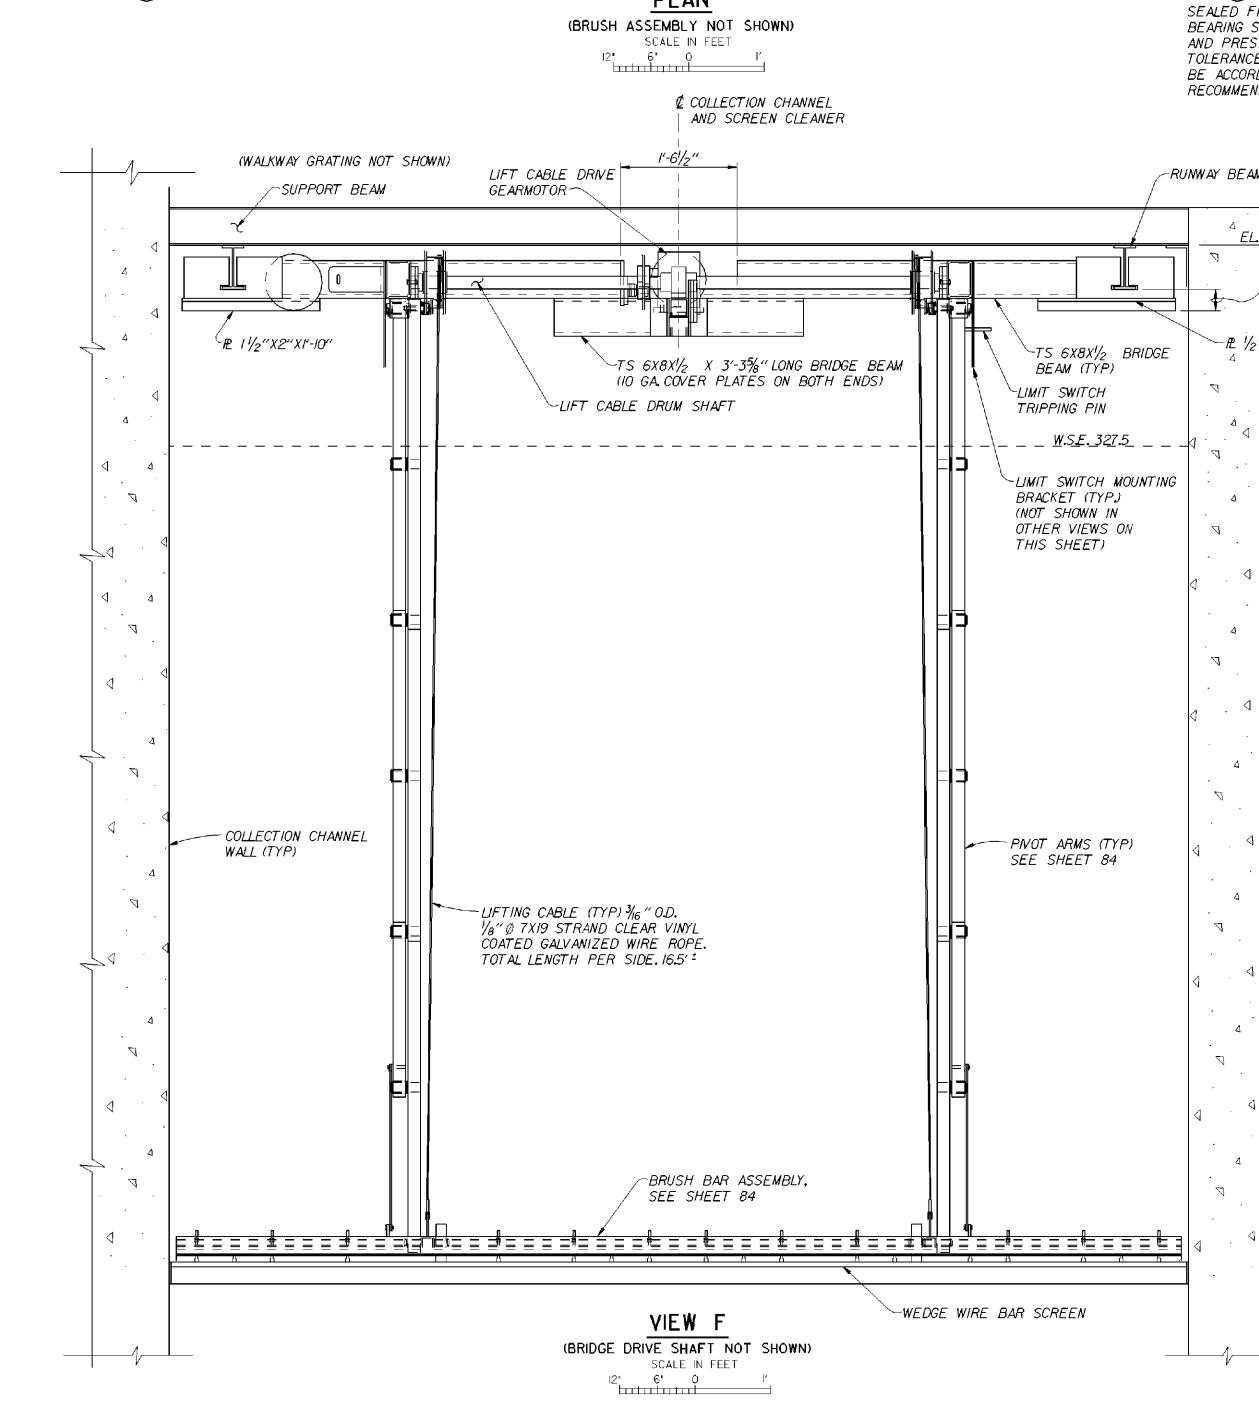 PLAN
(BRUSH ASSEMBLY NOT SHOWN)
SCALE IN FEET
12" 6" 0 1'
BEARING S
AND PRES
TOLERANCE
BE ACCOR
RECOMMEN
℄ COLLECTION CHANNEL
AND SCREEN CLEANER
1'-6½"
(WALKWAY GRATING NOT SHOWN)
SUPPORT BEAM
LIFT CABLE DRIVE
GEARMOTOR
RUNWAY BEAM
EL.
℄ 1½"X2"X1'-10"
TS 6X8X½ X 3'-3⅝" LONG BRIDGE BEAM
(10 GA. COVER PLATES ON BOTH ENDS)
LIFT CABLE DRUM SHAFT
TS 6X8X½ BRIDGE
BEAM (TYP)
LIMIT SWITCH
TRIPPING PIN
W.S.E. 327.5
LIMIT SWITCH MOUNTING
BRACKET (TYP.)
(NOT SHOWN IN
OTHER VIEWS ON
THIS SHEET)
COLLECTION CHANNEL
WALL (TYP)
PIVOT ARMS (TYP)
SEE SHEET 84
LIFTING CABLE (TYP) 3/16" O.D.
⅛" Ø 7X19 STRAND CLEAR VINYL
COATED GALVANIZED WIRE ROPE.
TOTAL LENGTH PER SIDE, 16.5' ±
BRUSH BAR ASSEMBLY,
SEE SHEET 84
WEDGE WIRE BAR SCREEN
VIEW F
(BRIDGE DRIVE SHAFT NOT SHOWN)
SCALE IN FEET
12" 6" 0 1'